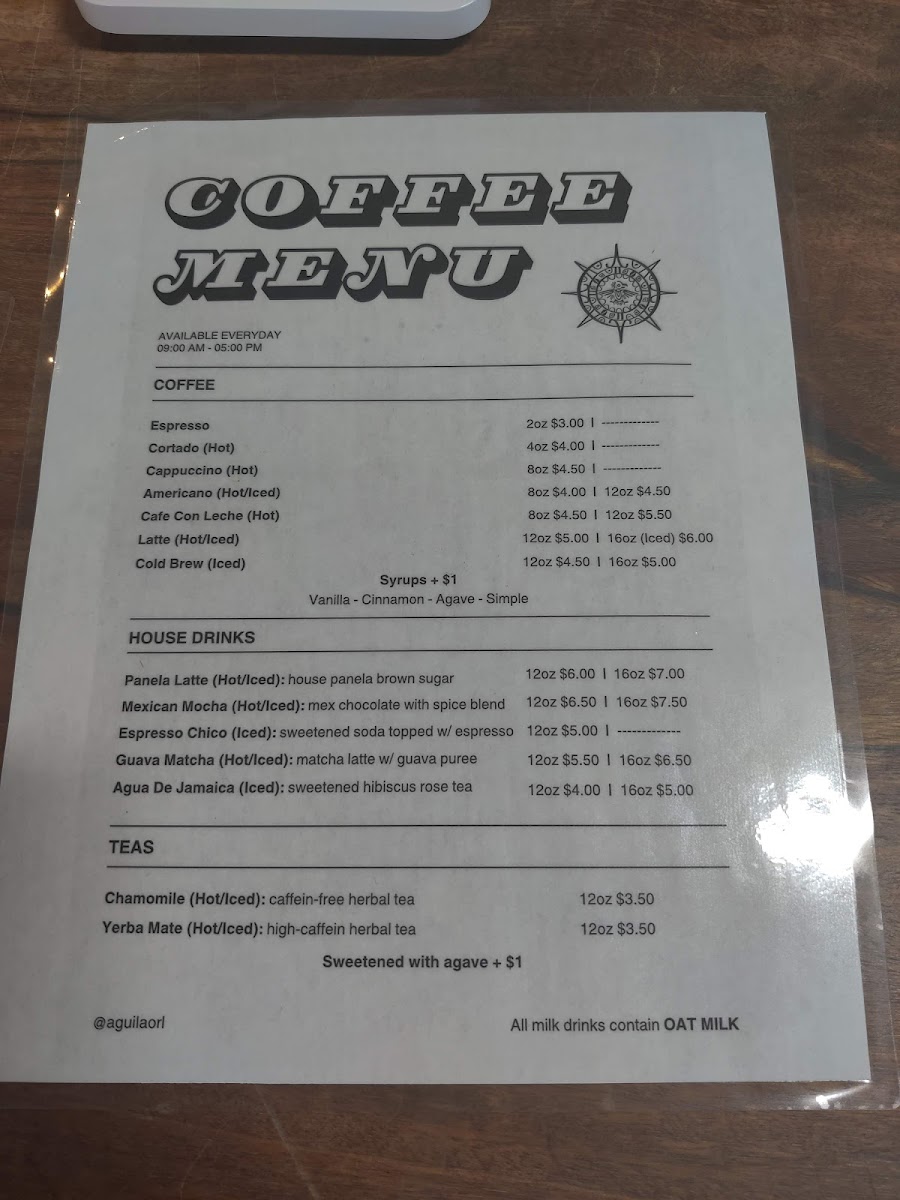 COFFEE
MENU
AVAILABLE EVERYDAY
09:00 AM - 05:00 PM
COFFEE
Espresso 2oz $3.00 | -------------
Cortado (Hot) 4oz $4.00 | -------------
Cappuccino (Hot) 8oz $4.50 | -------------
Americano (Hot/Iced) 8oz $4.00 | 12oz $4.50
Cafe Con Leche (Hot) 8oz $4.50 | 12oz $5.50
Latte (Hot/Iced) 12oz $5.00 | 16oz (Iced) $6.00
Cold Brew (Iced) 12oz $4.50 | 16oz $5.00
Syrups + $1
Vanilla - Cinnamon - Agave - Simple
HOUSE DRINKS
Panela Latte (Hot/Iced): house panela brown sugar 12oz $6.00 | 16oz $7.00
Mexican Mocha (Hot/Iced): mex chocolate with spice blend 12oz $6.50 | 16oz $7.50
Espresso Chico (Iced): sweetened soda topped w/ espresso 12oz $5.00 | -------------
Guava Matcha (Hot/Iced): matcha latte w/ guava puree 12oz $5.50 | 16oz $6.50
Agua De Jamaica (Iced): sweetened hibiscus rose tea 12oz $4.00 | 16oz $5.00
TEAS
Chamomile (Hot/Iced): caffein-free herbal tea 12oz $3.50
Yerba Mate (Hot/Iced): high-caffein herbal tea 12oz $3.50
Sweetened with agave + $1
@aguilaorl All milk drinks contain OAT MILK